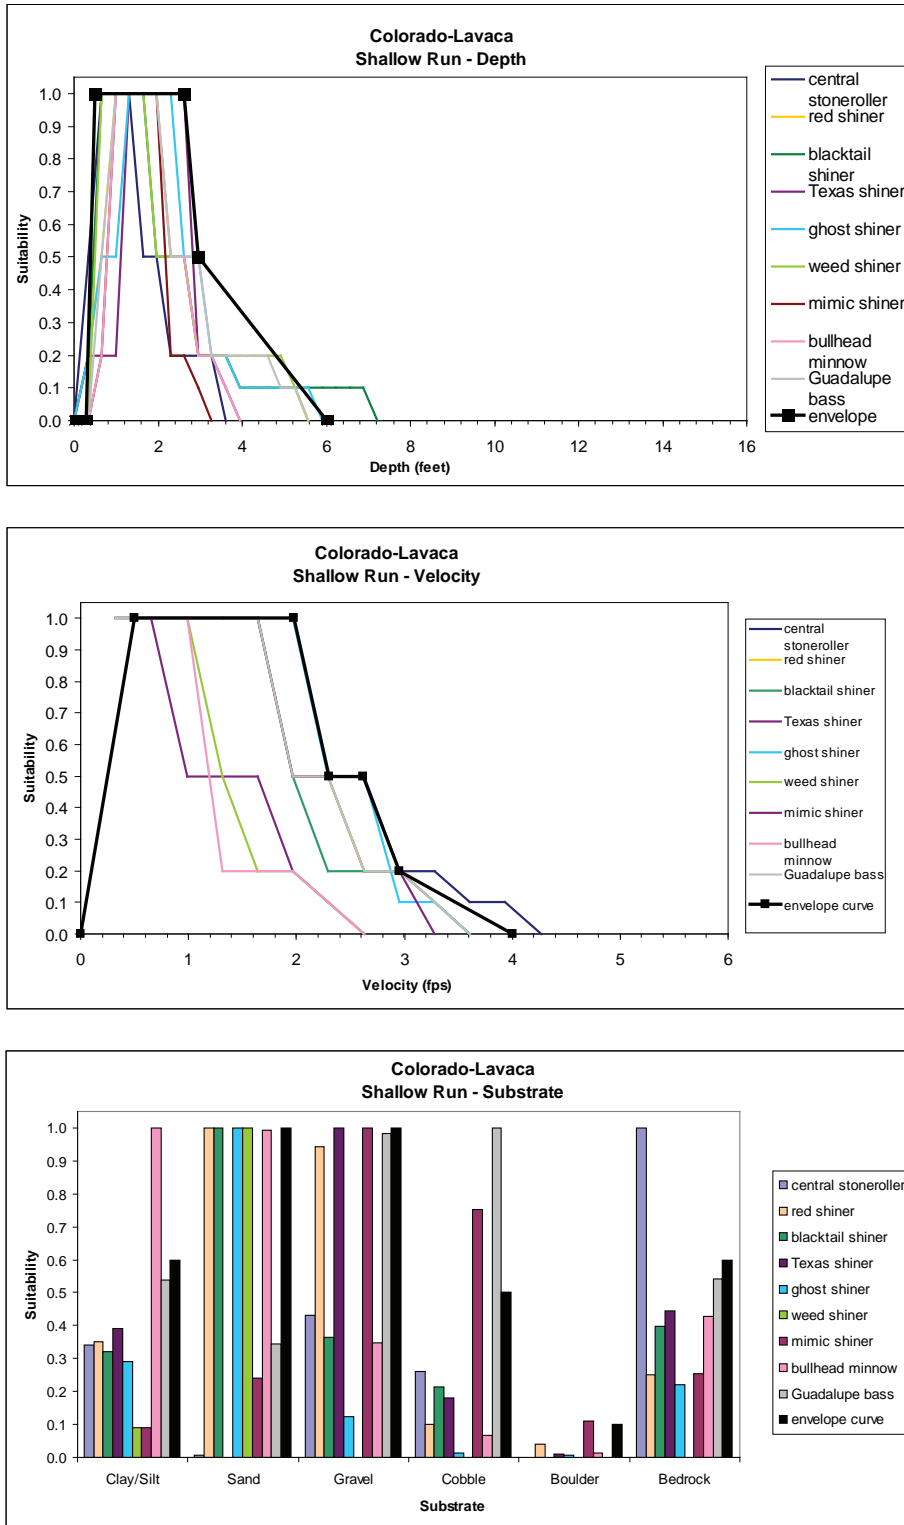 Colorado-Lavaca
Shallow Run - Depth
Suitability
1.0
0.9
0.8
0.7
0.6
0.5
0.4
0.3
0.2
0.1
0.0
0 2 4 6 8 10 12 14 16
Depth (feet)
central
stoneroller
red shiner
blacktail
shiner
Texas shiner
ghost shiner
weed shiner
mimic shiner
bullhead
minnow
Guadalupe
bass
envelope
Colorado-Lavaca
Shallow Run - Velocity
Suitability
1.0
0.9
0.8
0.7
0.6
0.5
0.4
0.3
0.2
0.1
0.0
0 1 2 3 4 5 6
Velocity (fps)
central
stoneroller
red shiner
blacktail shiner
Texas shiner
ghost shiner
weed shiner
mimic shiner
bullhead
minnow
Guadalupe bass
envelope curve
Colorado-Lavaca
Shallow Run - Substrate
Suitability
1.0
0.9
0.8
0.7
0.6
0.5
0.4
0.3
0.2
0.1
0.0
Clay/Silt Sand Gravel Cobble Boulder Bedrock
Substrate
central stoneroller
red shiner
blacktail shiner
Texas shiner
ghost shiner
weed shiner
mimic shiner
bullhead minnow
Guadalupe bass
envelope curve